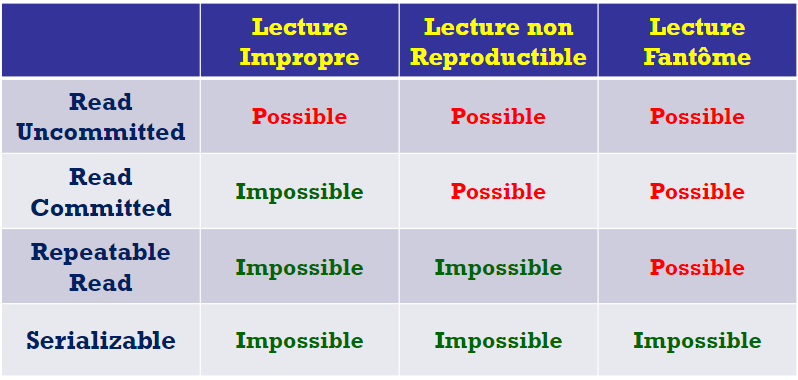 Lecture Impropre
Lecture non Reproductible
Lecture Fantôme
Read Uncommitted
Possible
Possible
Possible
Read Committed
Impossible
Possible
Possible
Repeatable Read
Impossible
Impossible
Possible
Serializable
Impossible
Impossible
Impossible